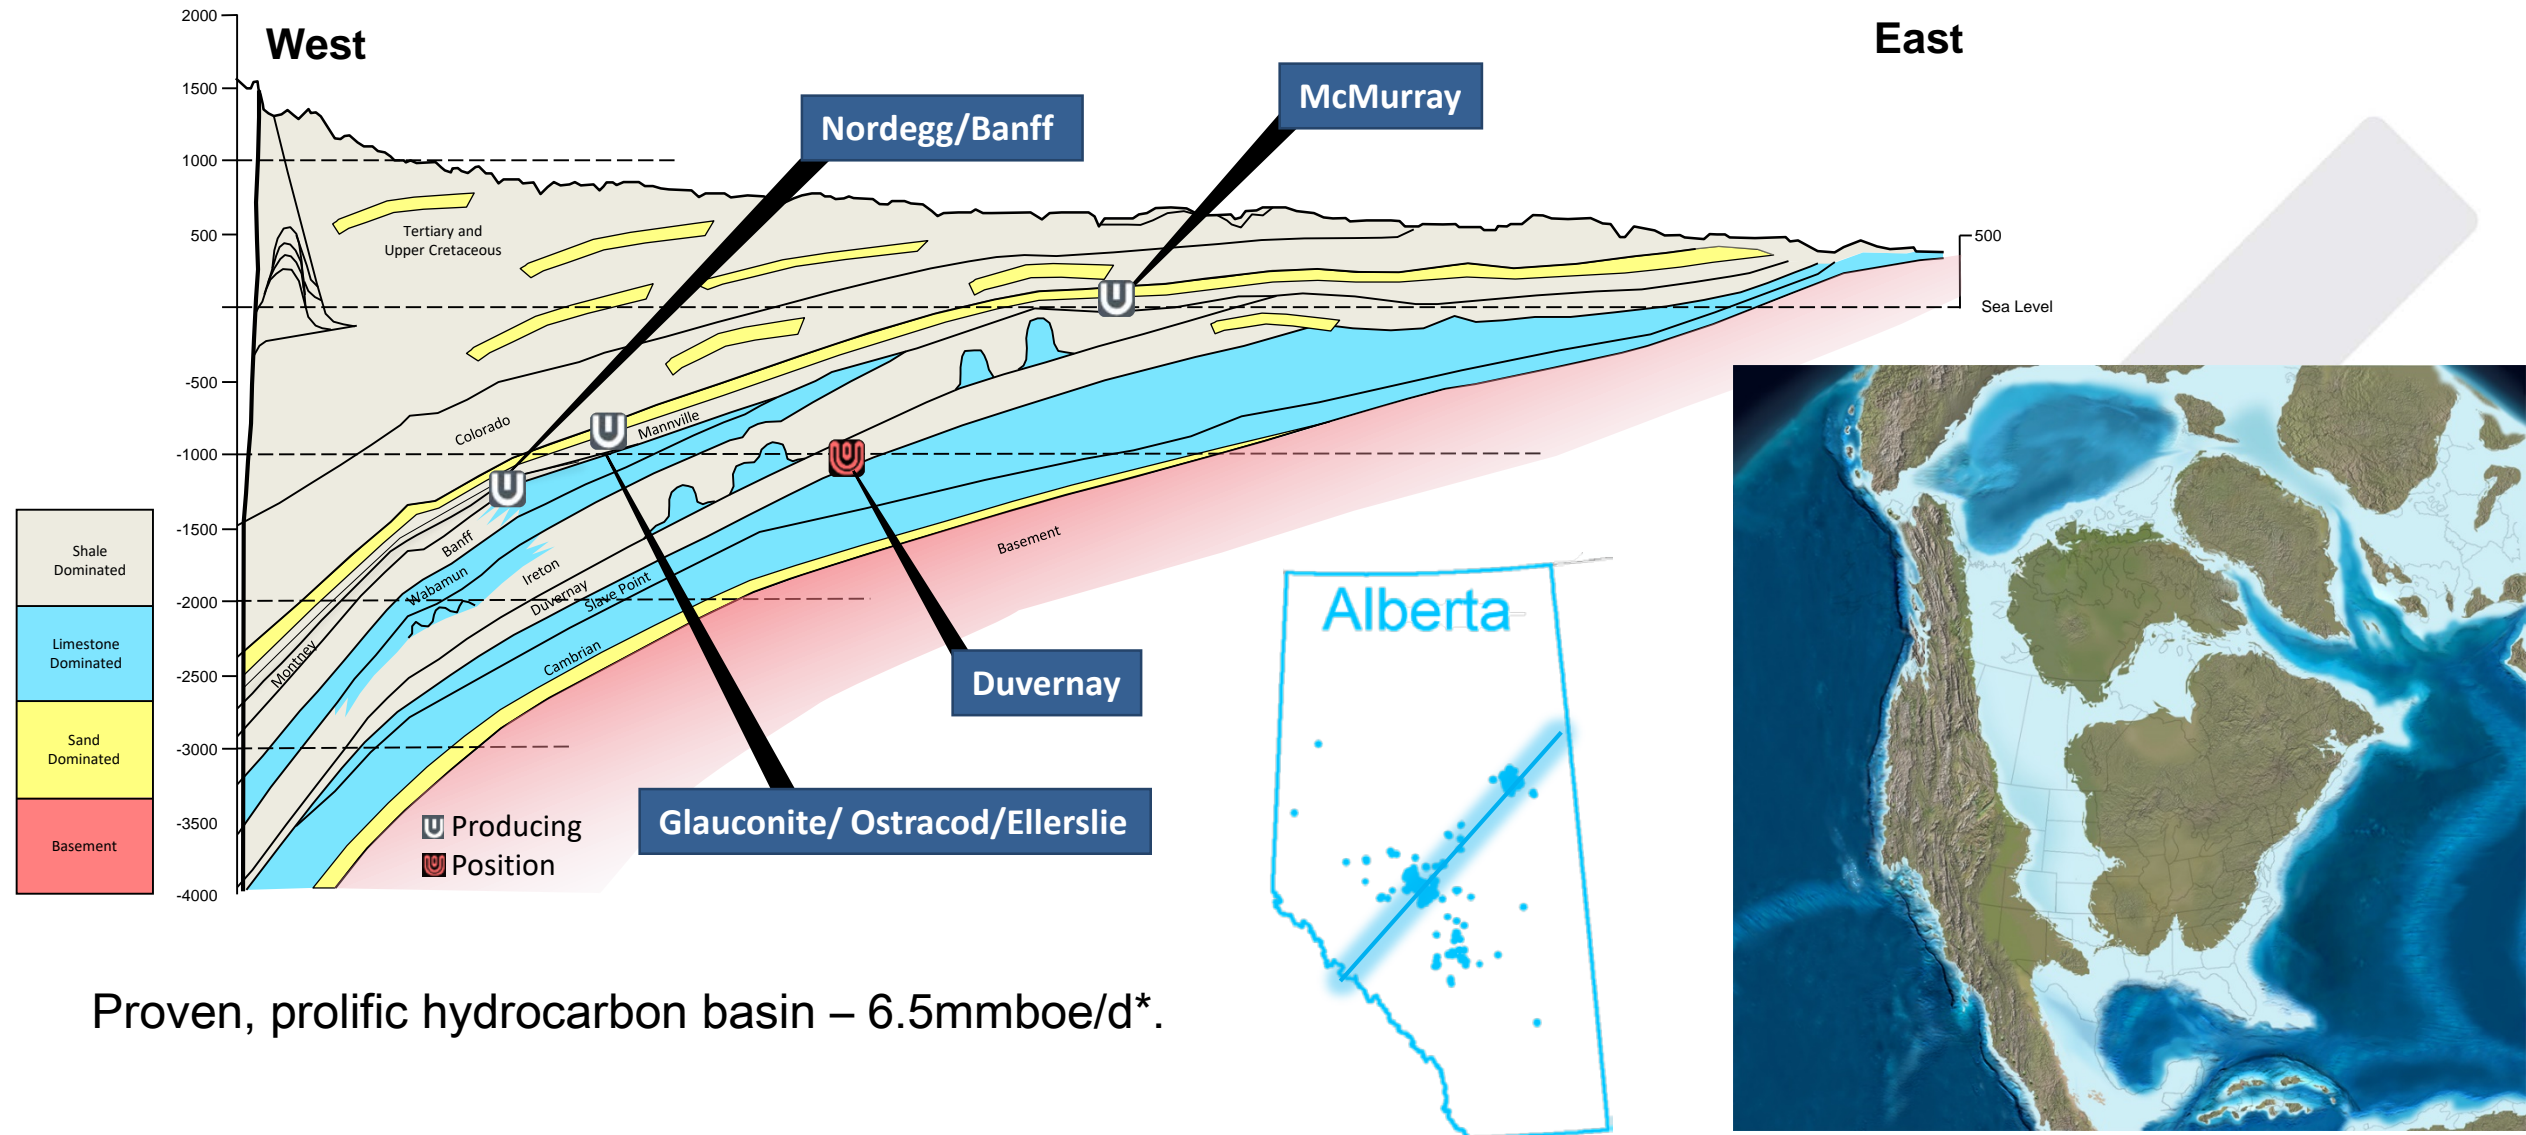 West
East
2000
1500
1000
500
-500
-1000
-1500
-2000
-2500
-3000
-3500
-4000
500
Sea Level
Nordegg/Banff
McMurray
Tertiary and
Upper Cretaceous
Colorado
Mannville
Banff
Wabamun
Ireton
Duvernay
Slave Point
Montney
Cambrian
Basement
Duvernay
Glauconite/ Ostracod/Ellerslie
Shale
Dominated
Limestone
Dominated
Sand
Dominated
Basement
Producing
Position
Alberta
Proven, prolific hydrocarbon basin – 6.5mmboe/d*.